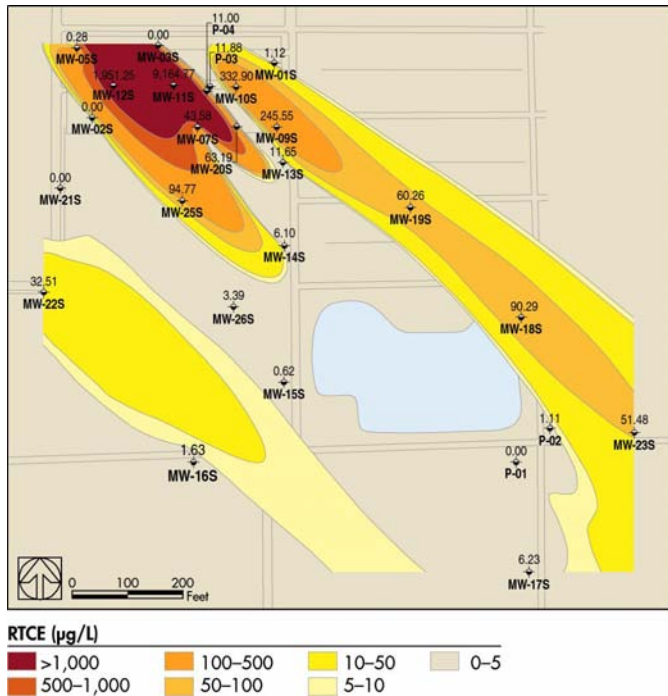 11.00
P-04
11.88
P-03
0.28
MW-05S
0.00
MW-03S
1.12
MW-01S
1,951.25
MW-12S
9,164.77
MW-11S
332.90
MW-10S
0.00
MW-02S
43.58
MW-07S
245.55
MW-09S
63.19
MW-20S
11.65
MW-13S
0.00
MW-21S
94.77
MW-25S
60.26
MW-19S
6.10
MW-14S
32.51
MW-22S
3.39
MW-26S
90.29
MW-18S
0.62
MW-15S
1.11
P-02
51.48
MW-23S
1.63
MW-16S
0.00
P-01
6.23
MW-17S
0 100 200
Feet
RTCE (µg/L)
>1,000 100–500 10–50 0–5
500–1,000 50–100 5–10